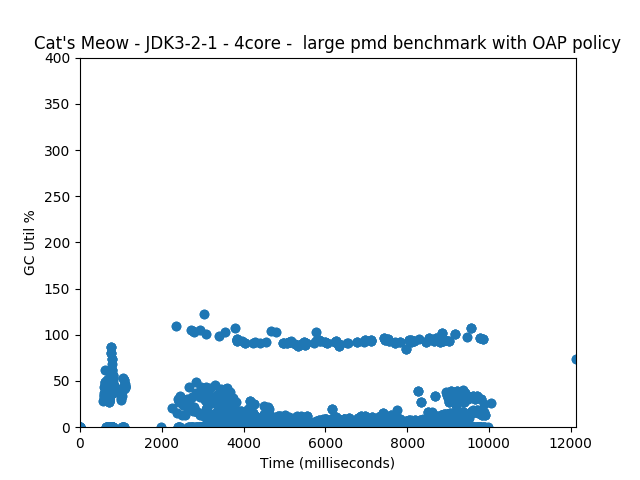 Cat's Meow - JDK3-2-1 - 4core -  large pmd benchmark with OAP policy
400
350
300
250
200
150
100
50
0
GC Util %
0 2000 4000 6000 8000 10000 12000
Time (milliseconds)